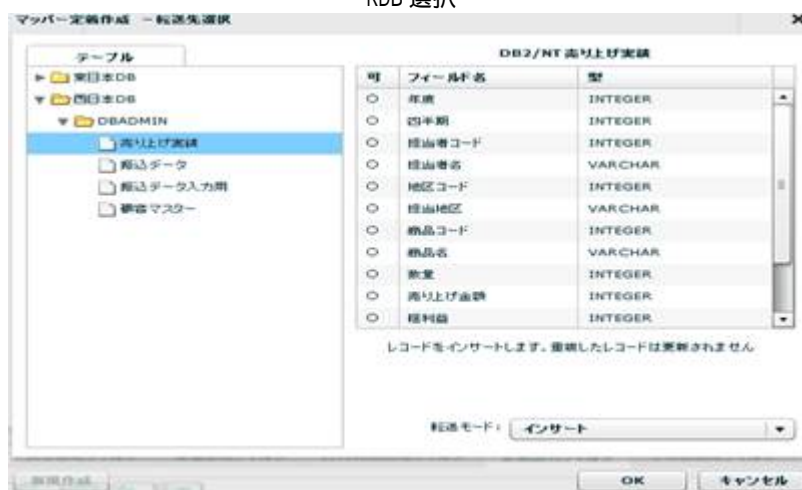 RDB 選択
マッパー定義作成 －転送先選択
テーブル
DB2/NT 売り上げ実績
東日本DB
西日本DB
DBADMIN
売り上げ実績
振込データ
振込データ入力用
顧客マスター
可 フィールド名 型
○ 年度 INTEGER
○ 四半期 INTEGER
○ 担当者コード INTEGER
○ 担当者名 VARCHAR
○ 地区コード INTEGER
○ 担当地区 VARCHAR
○ 商品コード INTEGER
○ 商品名 VARCHAR
○ 数量 INTEGER
○ 売り上げ金額 INTEGER
○ 粗利益 INTEGER
レコードをインサートします。重複したレコードは更新されません
転送モード： インサート
新規作成
OK キャンセル